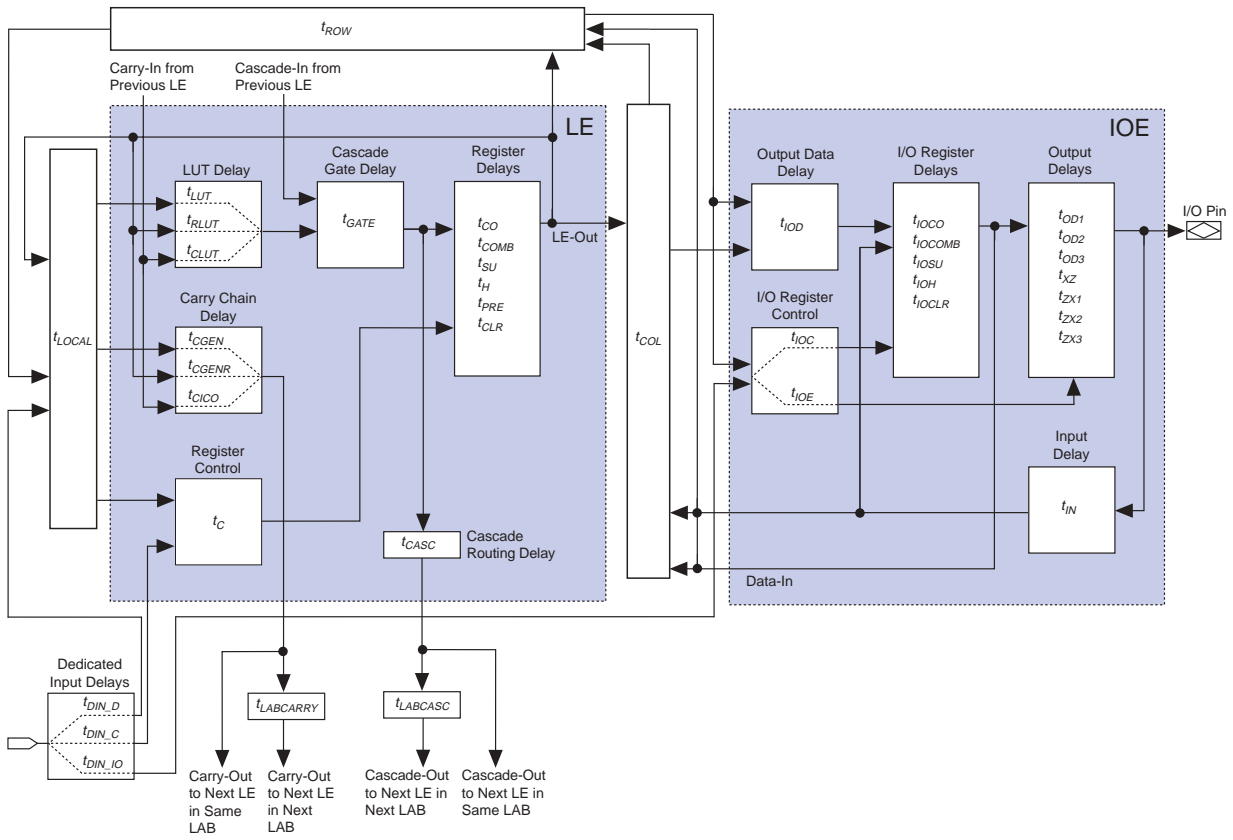 tROW
Carry-In from
Previous LE
Cascade-In from
Previous LE
LE
IOE
tLOCAL
LUT Delay
tLUT
tRLUT
tCLUT
Cascade
Gate Delay
tGATE
Register
Delays
tCO
tCOMB
tSU
tH
tPRE
tCLR
LE-Out
Carry Chain
Delay
tCGEN
tCGENR
tCICO
Register
Control
tC
tCASC
Cascade
Routing Delay
tCOL
Output Data
Delay
tIOD
I/O Register
Delays
tIOCO
tIOCOMB
tIOSU
tIOH
tIOCLR
Output
Delays
tOD1
tOD2
tOD3
tXZ
tZX1
tZX2
tZX3
I/O Pin
I/O Register
Control
tIOC
tIOE
Input
Delay
tIN
Data-In
Dedicated
Input Delays
tDIN_D
tDIN_C
tDIN_IO
tLABCARRY
tLABCASC
Carry-Out
to Next LE
in Same
LAB
Carry-Out
to Next LE
in Next
LAB
Cascade-Out
to Next LE in
Next LAB
Cascade-Out
to Next LE in
Same LAB